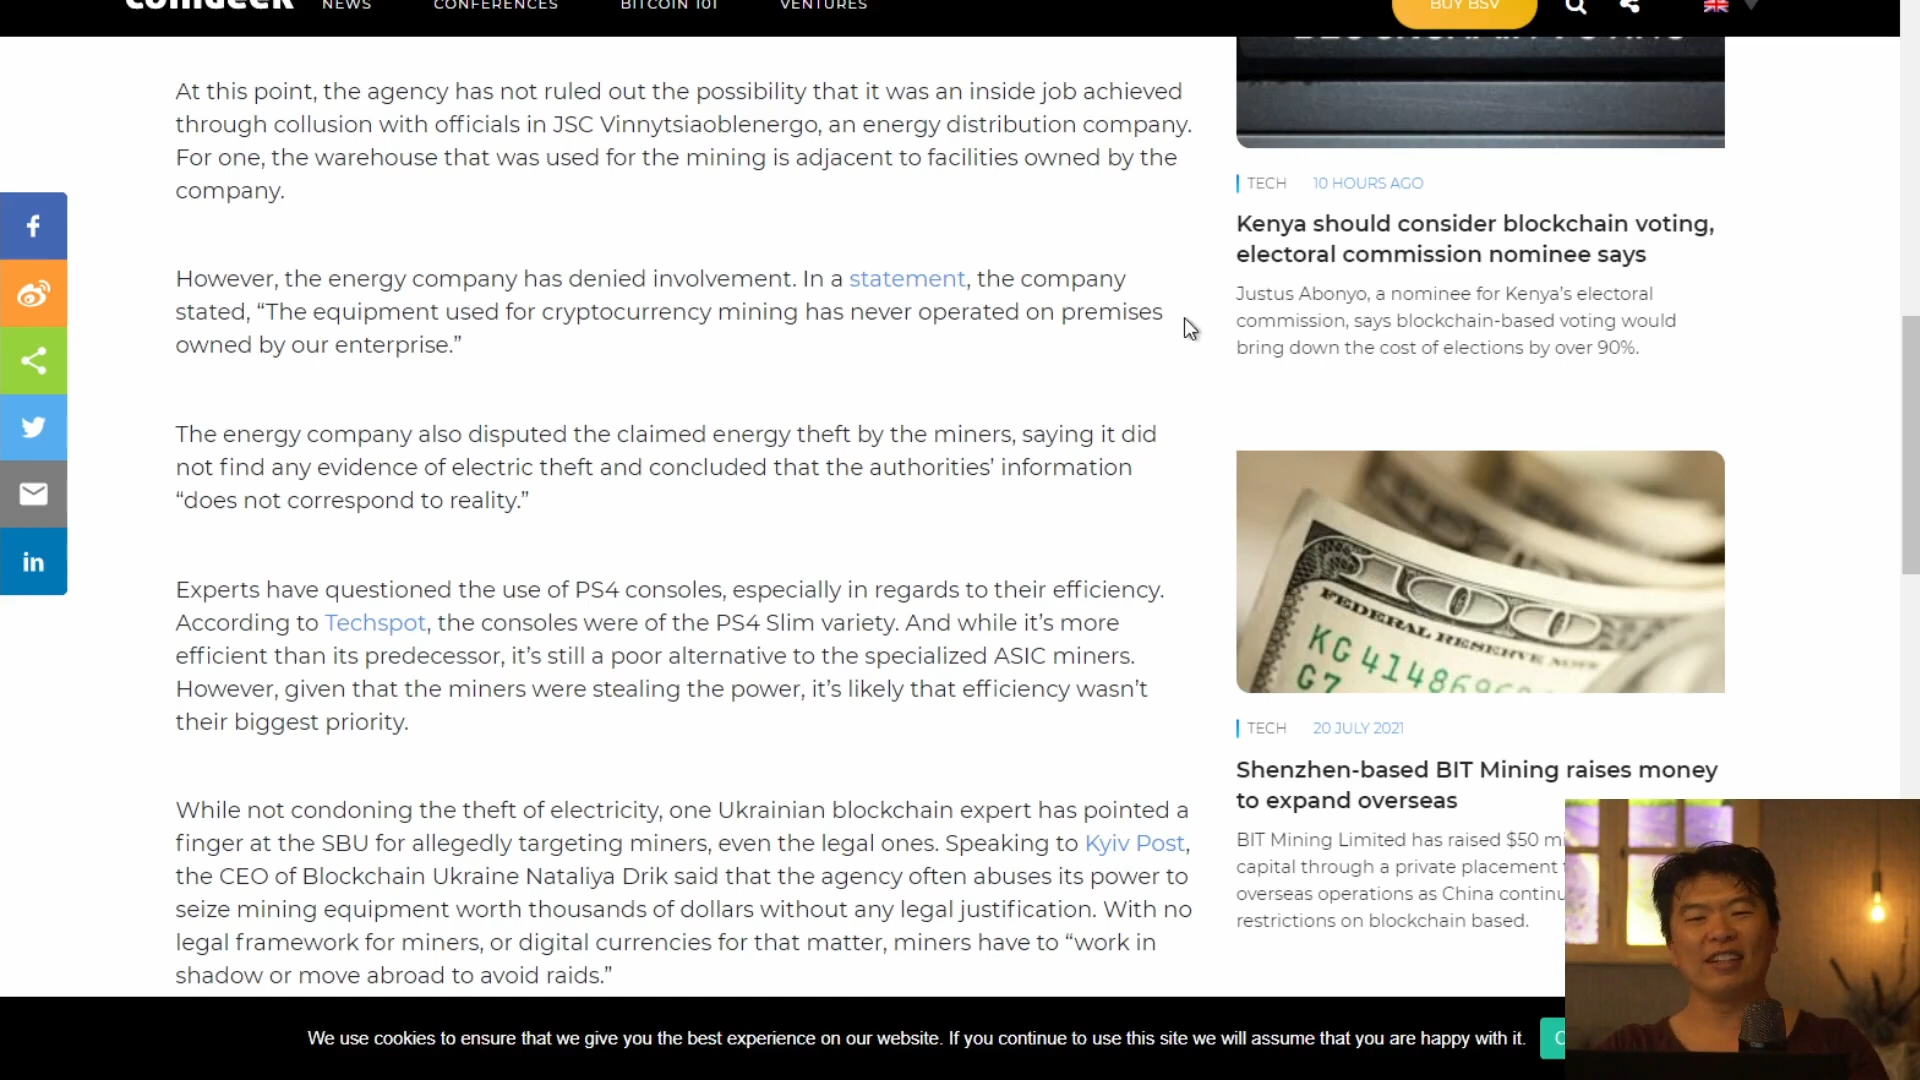 coingeek
NEWS
CONFERENCES
BITCOIN 101
VENTURES
BUY BSV
At this point, the agency has not ruled out the possibility that it was an inside job achieved
through collusion with officials in JSC Vinnytsiaoblenergo, an energy distribution company.
For one, the warehouse that was used for the mining is adjacent to facilities owned by the
company.
However, the energy company has denied involvement. In a statement, the company
stated, “The equipment used for cryptocurrency mining has never operated on premises
owned by our enterprise.”
The energy company also disputed the claimed energy theft by the miners, saying it did
not find any evidence of electric theft and concluded that the authorities’ information
“does not correspond to reality.”
Experts have questioned the use of PS4 consoles, especially in regards to their efficiency.
According to Techspot, the consoles were of the PS4 Slim variety. And while it’s more
efficient than its predecessor, it’s still a poor alternative to the specialized ASIC miners.
However, given that the miners were stealing the power, it’s likely that efficiency wasn’t
their biggest priority.
While not condoning the theft of electricity, one Ukrainian blockchain expert has pointed a
finger at the SBU for allegedly targeting miners, even the legal ones. Speaking to Kyiv Post,
the CEO of Blockchain Ukraine Nataliya Drik said that the agency often abuses its power to
seize mining equipment worth thousands of dollars without any legal justification. With no
legal framework for miners, or digital currencies for that matter, miners have to “work in
shadow or move abroad to avoid raids.”
TECH 10 HOURS AGO
Kenya should consider blockchain voting,
electoral commission nominee says
Justus Abonyo, a nominee for Kenya’s electoral
commission, says blockchain-based voting would
bring down the cost of elections by over 90%.
100
FEDERAL RESERVE NOTE
KG 4148696
G7
TECH 20 JULY 2021
Shenzhen-based BIT Mining raises money
to expand overseas
BIT Mining Limited has raised $50 mi
capital through a private placement
overseas operations as China continu
restrictions on blockchain based.
We use cookies to ensure that we give you the best experience on our website. If you continue to use this site we will assume that you are happy with it.